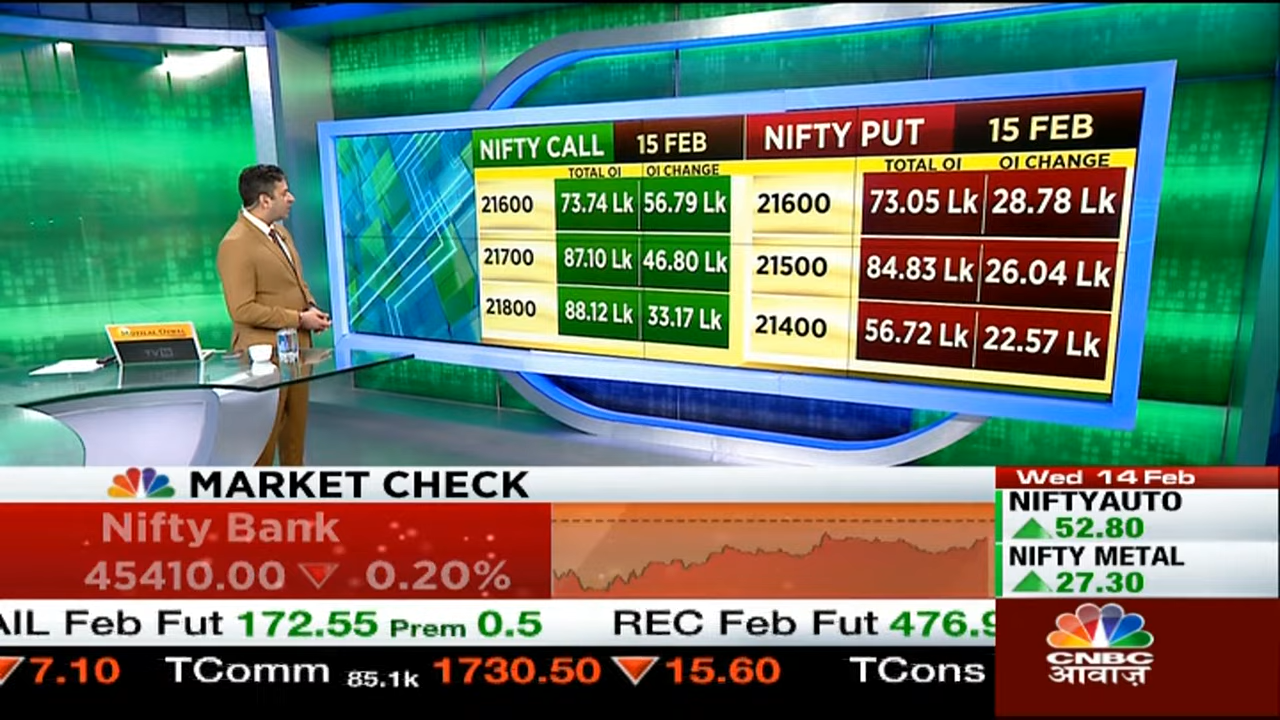 NIFTY CALL 15 FEB NIFTY PUT 15 FEB
TOTAL OI OI CHANGE TOTAL OI OI CHANGE
21600 73.74 Lk 56.79 Lk 21600 73.05 Lk 28.78 Lk
21700 87.10 Lk 46.80 Lk 21500 84.83 Lk 26.04 Lk
21800 88.12 Lk 33.17 Lk 21400 56.72 Lk 22.57 Lk
MOTILAL OSWAL
TV18
MARKET CHECK
Nifty Bank
45410.00 ▼ 0.20%
Wed 14 Feb
NIFTYAUTO
▲ 52.80
NIFTY METAL
▲ 27.30
AIL Feb Fut 172.55 Prem 0.5 REC Feb Fut 476.9
▼ 7.10 TComm 85.1k 1730.50 ▼ 15.60 TCons
CNBC
आवाज़